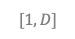 [1, D]